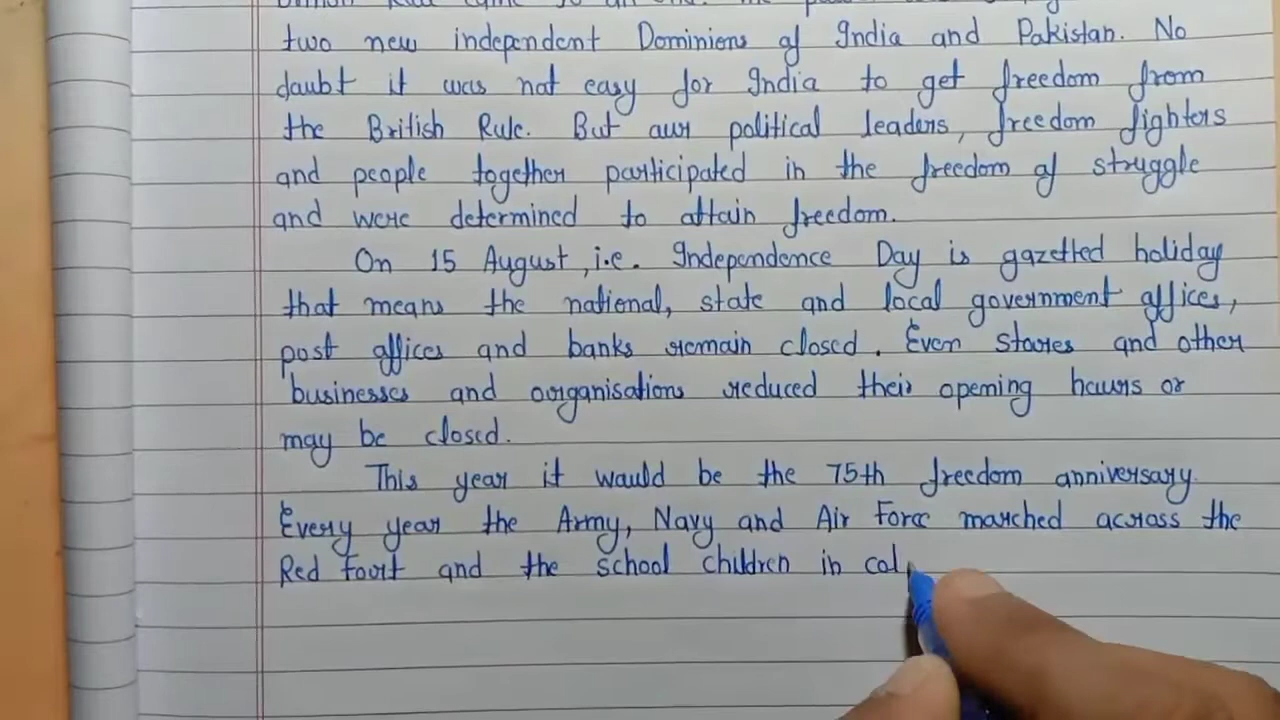 two new independent Dominions of India and Pakistan. No
doubt it was not easy for India to get freedom from
the British Rule. But our political leaders, freedom fighters
and people together participated in the freedom of struggle
and were determined to attain freedom.
On 15 August, i.e. Independence Day is gazetted holiday
that means the national, state and local government offices,
post offices and banks remain closed. Even stores and other
businesses and organisations reduced their opening hours or
may be closed.
This year it would be the 75th freedom anniversary.
Every year the Army, Navy and Air Force marched across the
Red fort and the school children in col